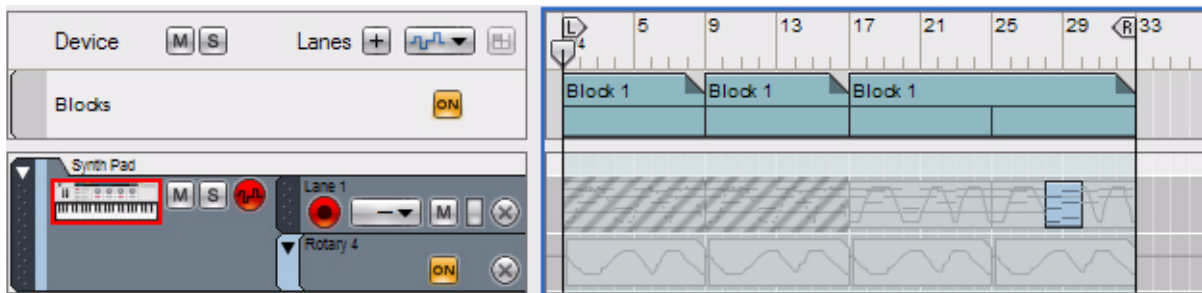 Device M S Lanes + L 5 9 13 17 21 25 29 R 33
4
Blocks ON Block 1 Block 1 Block 1
Synth Pad
M S Lane 1 M
Rotary 4
ON